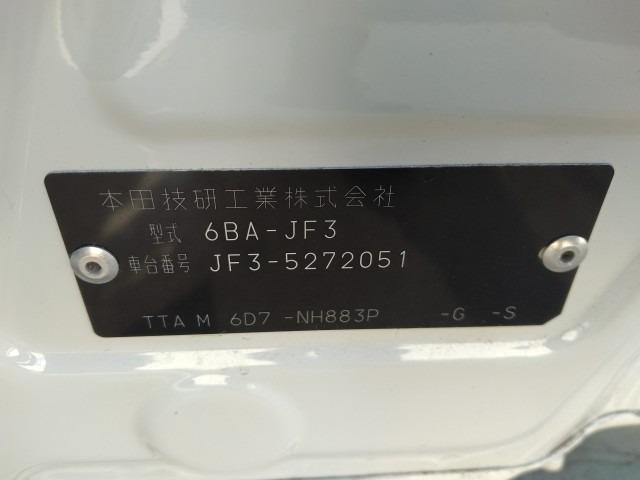 本田技研工業株式会社
型式 6BA-JF3
車台番号 JF3-5272051
TTA M 6D7 -NH883P -G -S